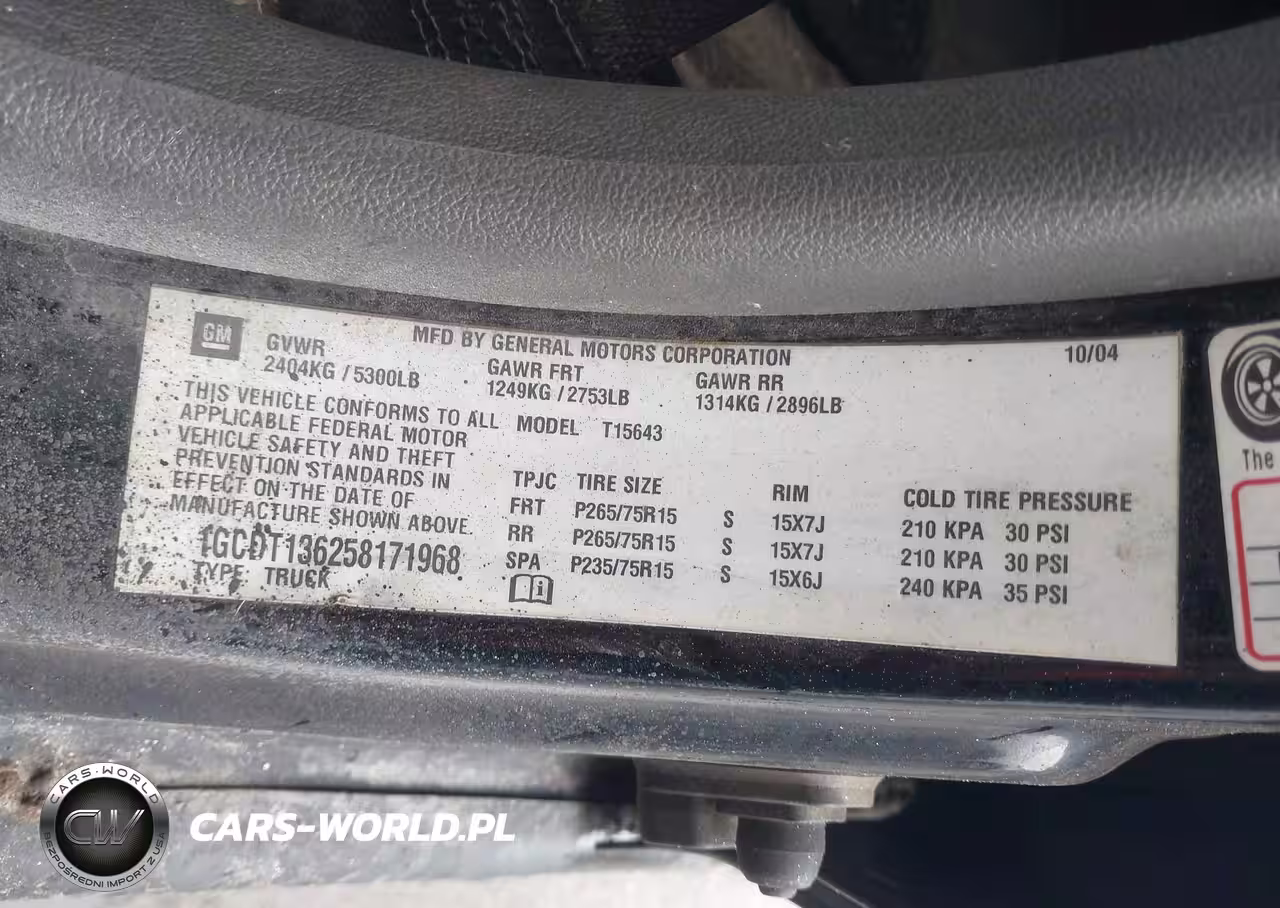 GM
MFD BY GENERAL MOTORS CORPORATION
10/04
GVWR
GAWR FRT
GAWR RR
2404KG / 5300LB
1249KG / 2753LB
1314KG / 2896LB
THIS VEHICLE CONFORMS TO ALL
APPLICABLE FEDERAL MOTOR
VEHICLE SAFETY AND THEFT
PREVENTION STANDARDS IN
EFFECT ON THE DATE OF
MANUFACTURE SHOWN ABOVE.
1GCDT136258171968
TYPE: TRUCK
MODEL T15643
TPJC TIRE SIZE RIM COLD TIRE PRESSURE
FRT P265/75R15 S 15X7J 210 KPA 30 PSI
RR P265/75R15 S 15X7J 210 KPA 30 PSI
SPA P235/75R15 S 15X6J 240 KPA 35 PSI
i
The
CARS-WORLD
CW
BEZPOŚREDNI IMPORT Z USA
CARS-WORLD.PL